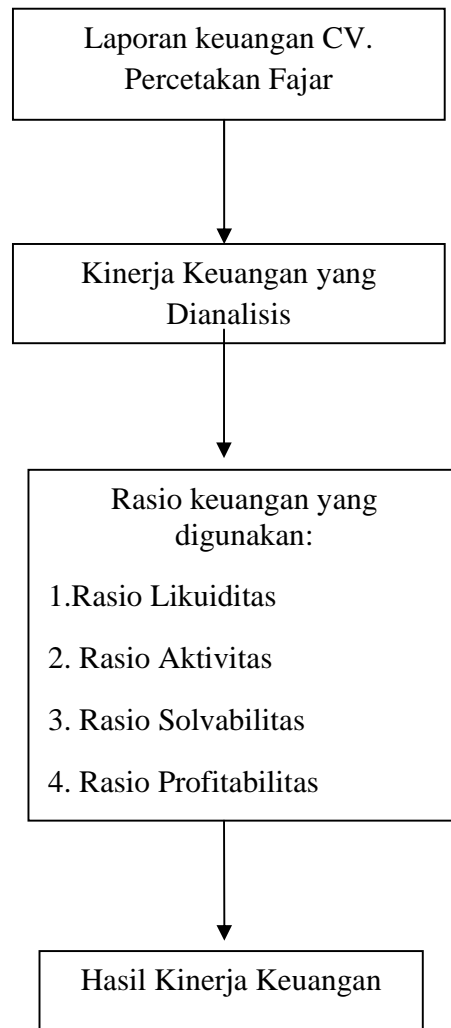 Laporan keuangan CV.
Percetakan Fajar
Kinerja Keuangan yang
Dianalisis
Rasio keuangan yang
digunakan:
1.Rasio Likuiditas
2. Rasio Aktivitas
3. Rasio Solvabilitas
4. Rasio Profitabilitas
Hasil Kinerja Keuangan